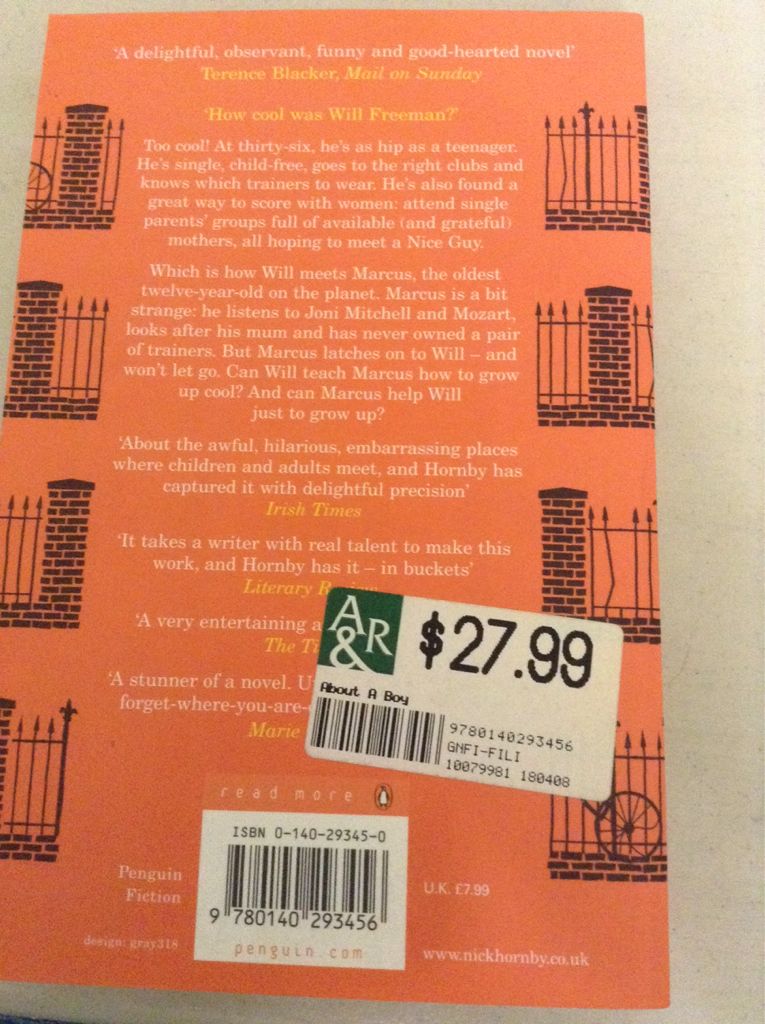 ‘A delightful, observant, funny and good-hearted novel’
Terence Blacker, Mail on Sunday
‘How cool was Will Freeman?’
Too cool! At thirty-six, he's as hip as a teenager.
He's single, child-free, goes to the right clubs and
knows which trainers to wear. He's also found a
great way to score with women: attend single
parents' groups full of available (and grateful)
mothers, all hoping to meet a Nice Guy.
Which is how Will meets Marcus, the oldest
twelve-year-old on the planet. Marcus is a bit
strange: he listens to Joni Mitchell and Mozart,
looks after his mum and has never owned a pair
of trainers. But Marcus latches on to Will – and
won't let go. Can Will teach Marcus how to grow
up cool? And can Marcus help Will
just to grow up?
‘About the awful, hilarious, embarrassing places
where children and adults meet, and Hornby has
captured it with delightful precision’
Irish Times
‘It takes a writer with real talent to make this
work, and Hornby has it – in buckets’
Literary Review
‘A very entertaining a
The Ti
‘A stunner of a novel. U
forget-where-you-are-
Marie
A&R
$27.99
About A Boy
9780140293456
GNFI-FILI
10079981 180408
read more
ISBN 0-140-29345-0
9 780140 293456
penguin.com
Penguin
Fiction
U.K. £7.99
design: gray318
www.nickhornby.co.uk